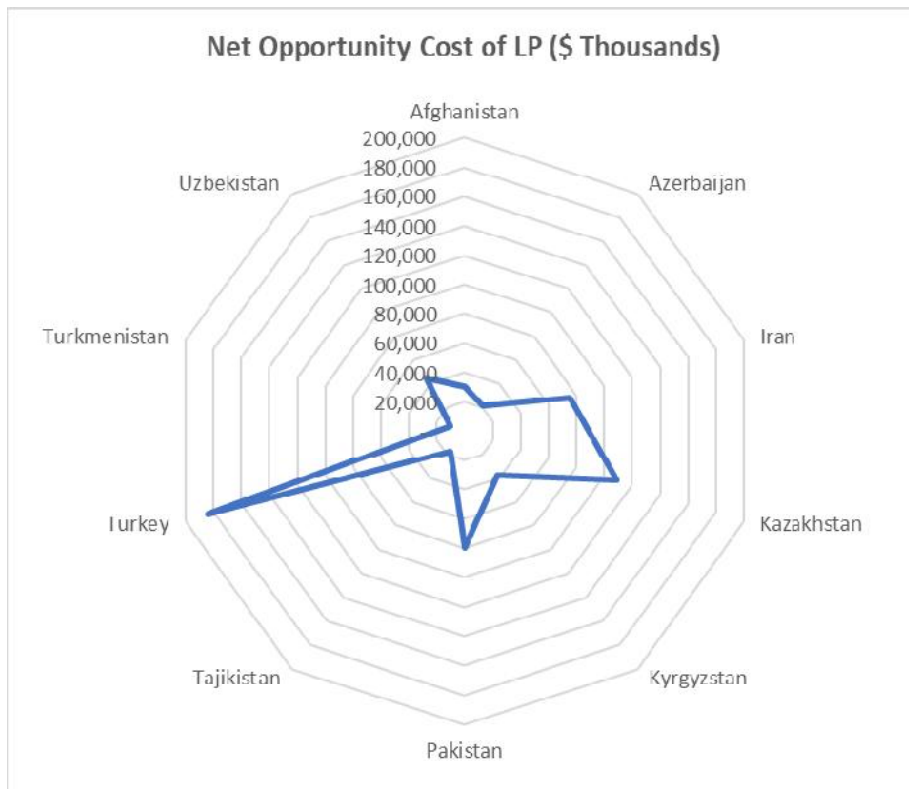 Net Opportunity Cost of LP ($ Thousands)
Afghanistan
200,000
180,000
160,000
140,000
120,000
100,000
80,000
60,000
40,000
20,000
Azerbaijan
Iran
Kazakhstan
Kyrgyzstan
Pakistan
Tajikistan
Turkey
Turkmenistan
Uzbekistan